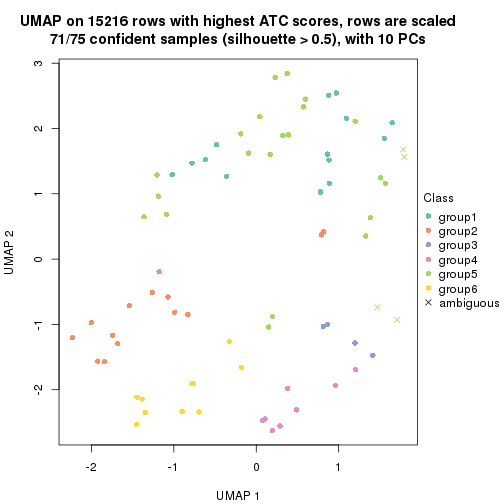 UMAP on 15216 rows with highest ATC scores, rows are scaled
71/75 confident samples (silhouette > 0.5), with 10 PCs
3
2
1
0
-1
-2
UMAP 2
-2
-1
0
1
UMAP 1
Class
group1
group2
group3
group4
group5
group6
ambiguous